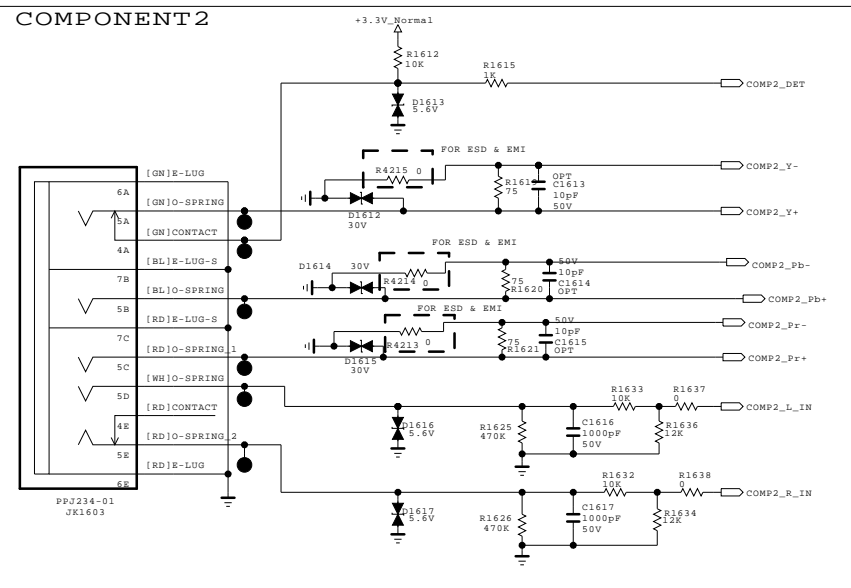 COMPONENT2
+3.3V_Normal
R1612
10K
R1615
1K
COMP2_DET
D1613
5.6V
FOR ESD & EMI
R4215 0
COMP2_Y-
R1619
75
OPT
C1613
10pF
50V
D1612
30V
COMP2_Y+
[GN]E-LUG
6A
[GN]O-SPRING
5A
[GN]CONTACT
4A
[BL]E-LUG-S
7B
[BL]O-SPRING
5B
[RD]E-LUG-S
7C
[RD]O-SPRING_1
5C
[WH]O-SPRING
5D
[RD]CONTACT
4E
[RD]O-SPRING_2
5E
[RD]E-LUG
6E
PPJ234-01
JK1603
FOR ESD & EMI
D1614 30V
R4214 0
COMP2_Pb-
75
R1620
50V
10pF
C1614
OPT
COMP2_Pb+
FOR ESD & EMI
R4213 0
COMP2_Pr-
D1615
30V
75
R1621
50V
10pF
C1615
OPT
COMP2_Pr+
R1633
10K
R1637
0
COMP2_L_IN
D1616
5.6V
R1625
470K
C1616
1000pF
50V
R1636
12K
R1632
10K
R1638
0
COMP2_R_IN
D1617
5.6V
R1626
470K
C1617
1000pF
50V
R1634
12K